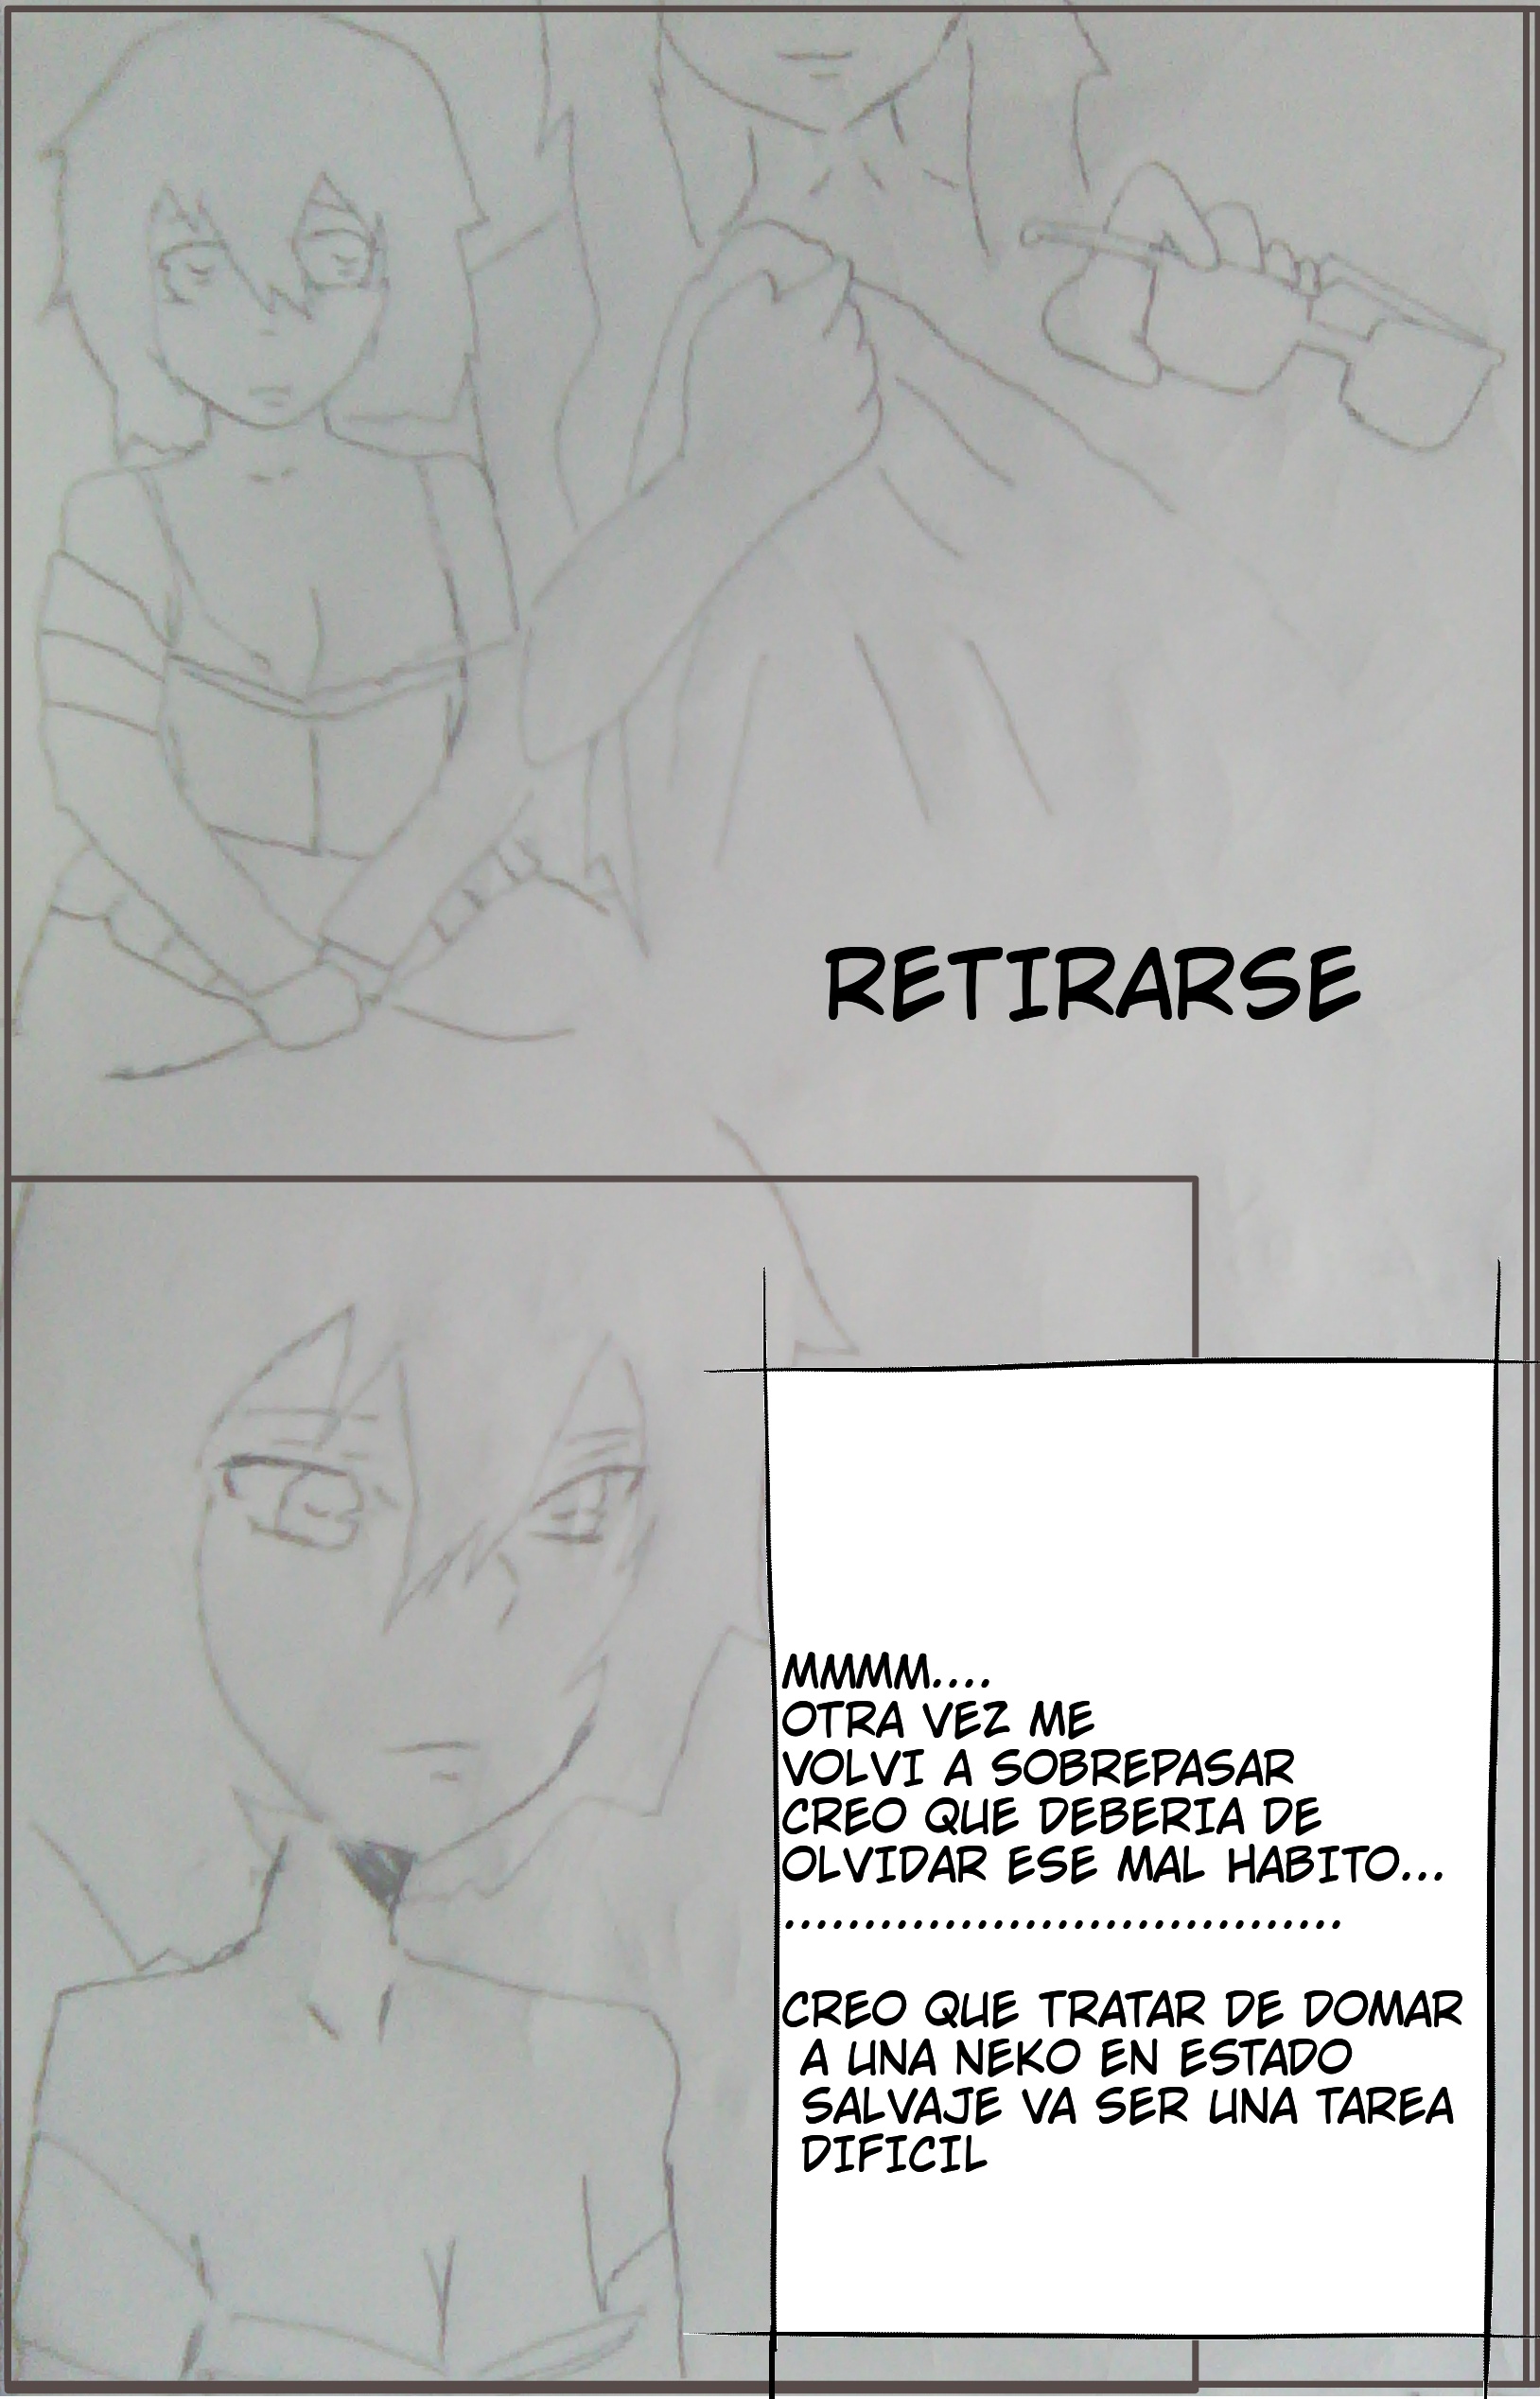 RETIRARSE
MMMM....
OTRA VEZ ME
VOLVI A SOBREPASAR
CREO QUE DEBERIA DE
OLVIDAR ESE MAL HABITO...
...................................
CREO QUE TRATAR DE DOMAR
A UNA NEKO EN ESTADO
SALVAJE VA SER UNA TAREA
DIFICIL